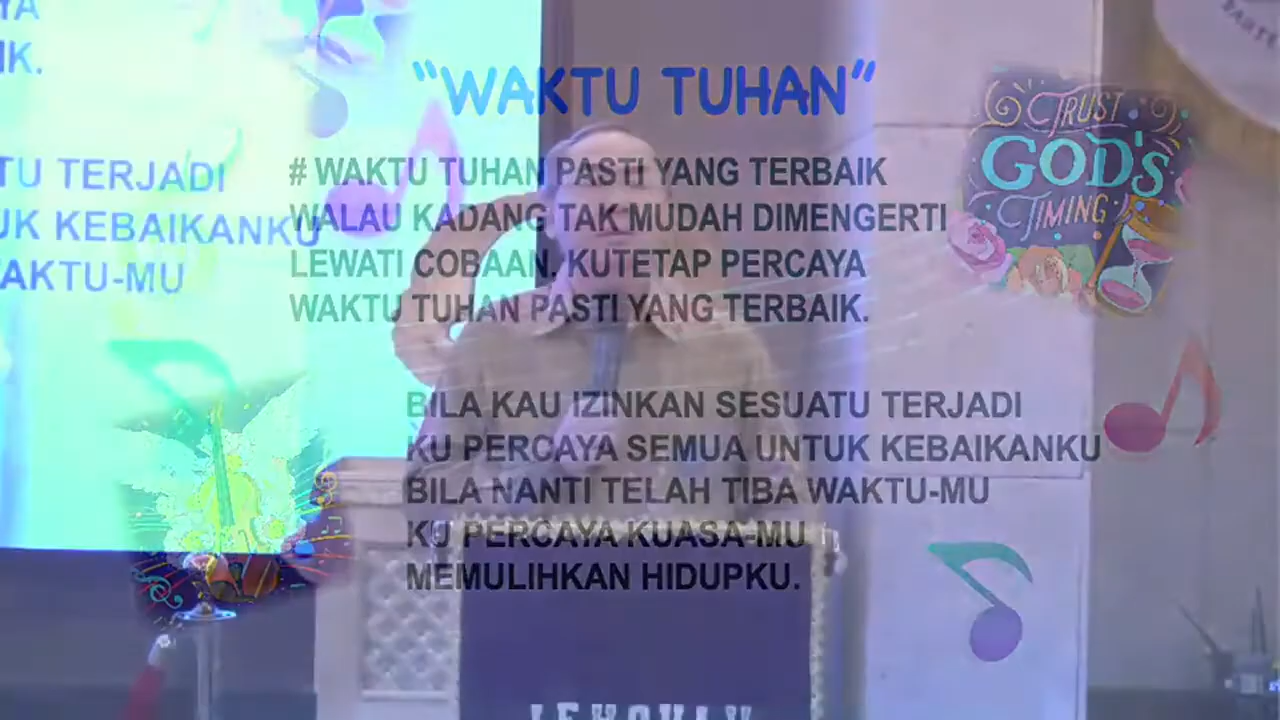 "WAKTU TUHAN"
# WAKTU TUHAN PASTI YANG TERBAIK
WALAU KADANG TAK MUDAH DIMENGERTI
LEWATI COBAAN. KUTETAP PERCAYA
WAKTU TUHAN PASTI YANG TERBAIK.
BILA KAU IZINKAN SESUATU TERJADI
KU PERCAYA SEMUA UNTUK KEBAIKANKU
BILA NANTI TELAH TIBA WAKTU-MU
KU PERCAYA KUASA-MU
MEMULIHKAN HIDUPKU.
TRUST
GOD'S
TIMING
YA
IK.
TU TERJADI
UK KEBAIKANKU
WAKTU-MU